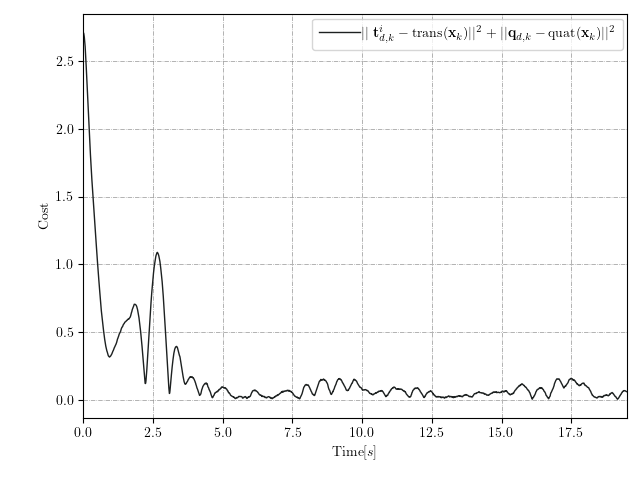 || t^i_{d,k} − trans(x_k)||^2 + ||q_{d,k} − quat(x_k)||^2
2.5
2.0
1.5
1.0
0.5
0.0
Cost
0.0 2.5 5.0 7.5 10.0 12.5 15.0 17.5
Time[s]